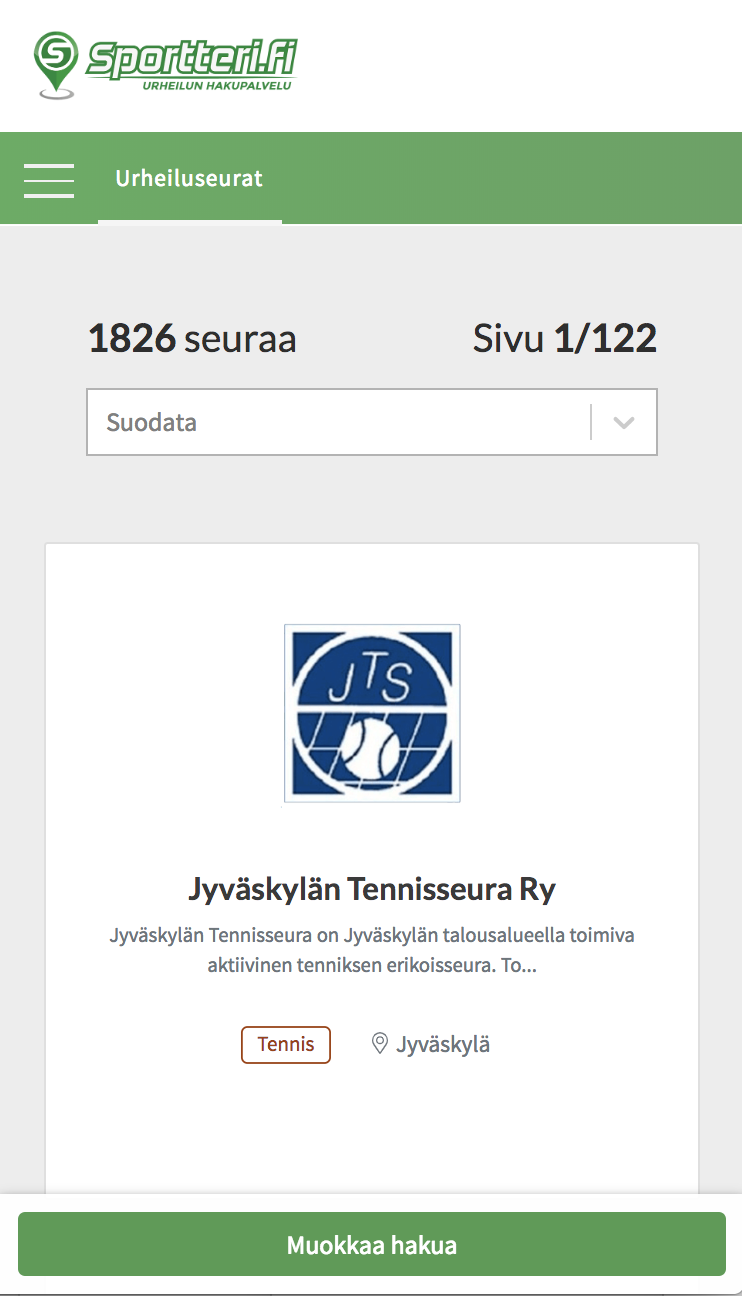 S Sportteri.fi
URHEILUN HAKUPALVELU
Urheiluseurat
1826 seuraa
Sivu 1/122
Suodata
JTS
Jyväskylän Tennisseura Ry
Jyväskylän Tennisseura on Jyväskylän talousalueella toimiva
aktiivinen tenniksen erikoisseura. To...
Tennis
Jyväskylä
Muokkaa hakua